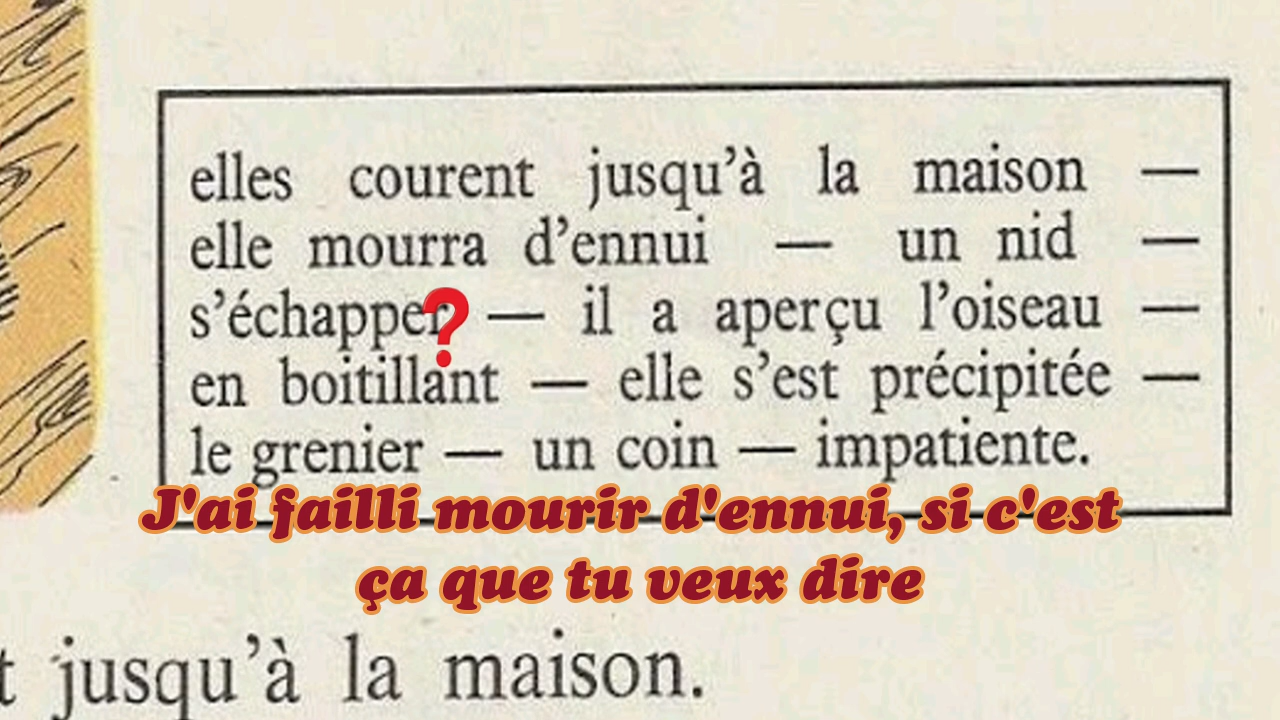 elles courent jusqu'à la maison —
elle mourra d'ennui — un nid —
s'échapper — il a aperçu l'oiseau —
en boitillant — elle s'est précipitée —
le grenier — un coin — impatiente.
J'ai failli mourir d'ennui, si c'est
ça que tu veux dire
t jusqu'à la maison.